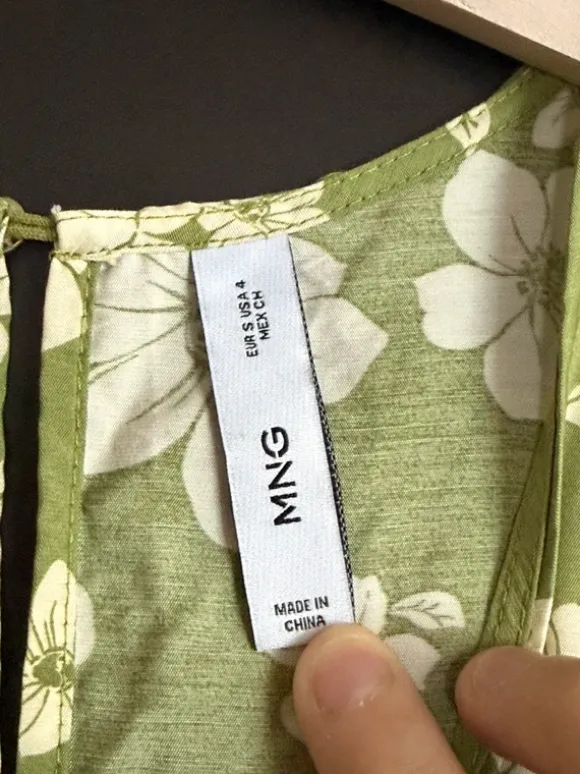 EUR S USA 4
MEX CH
MNG
MADE IN
CHINA